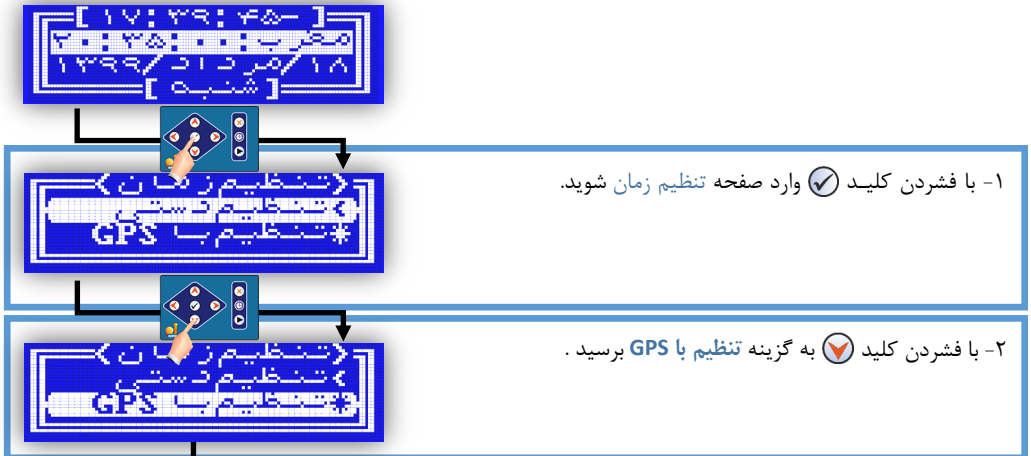 [ ۱۷:۳۹:۴۵- ]
مغرب:۲۰:۳۵:۰۰
۱۸/مرداد/۱۳۹۹
[ شنبه ]
۱- با فشردن کلیـد وارد صفحه تنظیم زمان شوید.
<تنظیم زمان>
>تنظیم دستی
*تنظیم با GPS
۲- با فشردن کلید به گزینه تنظیم با GPS برسید .
<تنظیم زمان>
>تنظیم دستی
*تنظیم با GPS